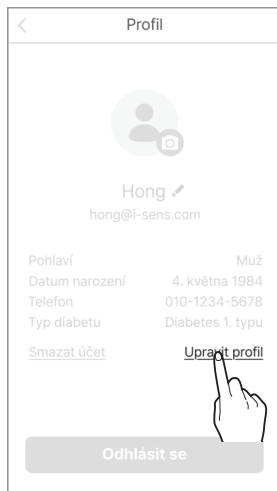 Profil
Hong
hong@i-sens.com
Pohlaví Muž
Datum narození 4. května 1984
Telefon 010-1234-5678
Typ diabetu Diabetes 1. typu
Smazat účet Upravit profil
Odhlásit se